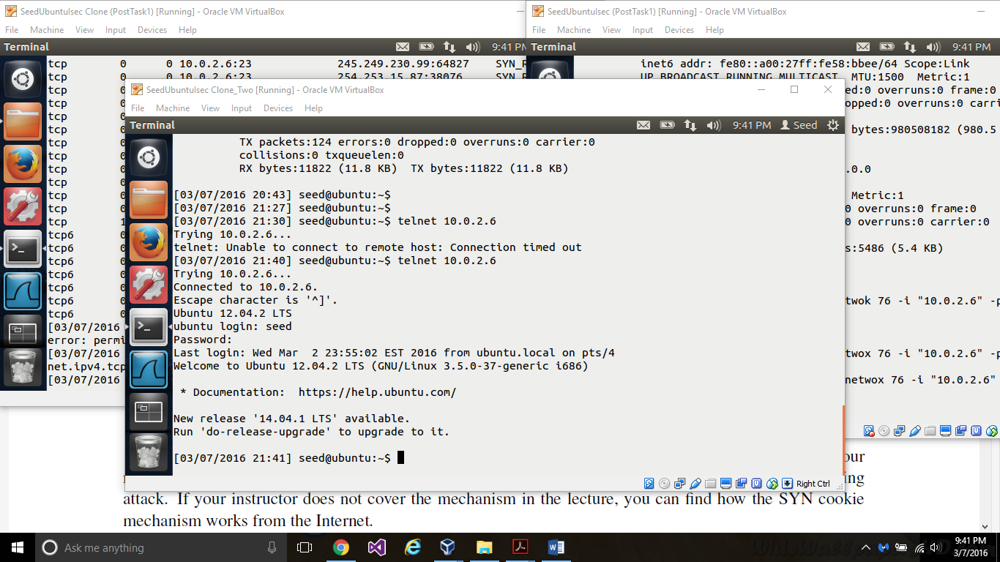 SeedUbuntuIsec Clone (PostTask1) [Running] - Oracle VM VirtualBox
File Machine View Input Devices Help
Terminal 9:41 PM
tcp 0 0 10.0.2.6:23 245.249.230.99:64827 SYN_R
tcp 0 0 10.0.2.6:23 254.253.15.87:38076 SYN_R
tcp
tcp
tcp
tcp
tcp
tcp
tcp
tcp
tcp
tcp
tcp 1
tcp6 0
tcp6 0
tcp6 0
tcp6 0
tcp6 0
tcp6 0
tcp6 0
[03/07/2016
error: permi
[03/07/2016
net.ipv4.tcp
[03/07/2016
SeedUbuntuIsec (PostTask1) [Running] - Oracle VM VirtualBox
File Machine View Input Devices Help
Terminal 9:41 PM
inet6 addr: fe80::a00:27ff:fe58:bbee/64 Scope:Link
UP BROADCAST RUNNING MULTICAST MTU:1500 Metric:1
ed:0 overruns:0 frame:0
opped:0 overruns:0 carri
bytes:980508182 (980.5
.0.0
Metric:1
0 overruns:0 frame:0
0 overruns:0 carrier:0
s:5486 (5.4 KB)
twok 76 -i "10.0.2.6" -p
twox 76 -i "10.0.2.6" -p
netwox 76 -i "10.0.2.6"
SeedUbuntuIsec Clone_Two [Running] - Oracle VM VirtualBox
File Machine View Input Devices Help
Terminal 9:41 PM Seed
TX packets:124 errors:0 dropped:0 overruns:0 carrier:0
collisions:0 txqueuelen:0
RX bytes:11822 (11.8 KB) TX bytes:11822 (11.8 KB)
[03/07/2016 20:43] seed@ubuntu:~$
[03/07/2016 21:27] seed@ubuntu:~$
[03/07/2016 21:30] seed@ubuntu:~$ telnet 10.0.2.6
Trying 10.0.2.6...
telnet: Unable to connect to remote host: Connection timed out
[03/07/2016 21:40] seed@ubuntu:~$ telnet 10.0.2.6
Trying 10.0.2.6...
Connected to 10.0.2.6.
Escape character is '^]'.
Ubuntu 12.04.2 LTS
ubuntu login: seed
Password:
Last login: Wed Mar  2 23:55:02 EST 2016 from ubuntu.local on pts/4
Welcome to Ubuntu 12.04.2 LTS (GNU/Linux 3.5.0-37-generic i686)
* Documentation:  https://help.ubuntu.com/
New release '14.04.1 LTS' available.
Run 'do-release-upgrade' to upgrade to it.
[03/07/2016 21:41] seed@ubuntu:~$
Right Ctrl
our
ing
attack. If your instructor does not cover the mechanism in the lecture, you can find how the SYN cookie
mechanism works from the Internet.
Ask me anything
9:41 PM
3/7/2016